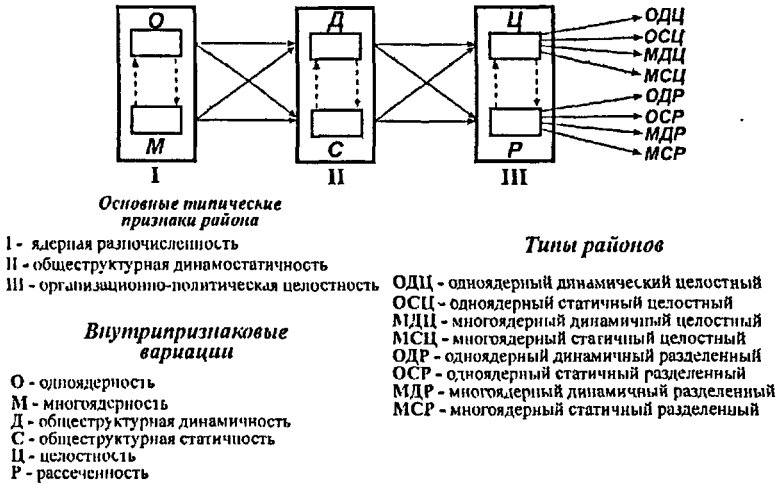 О
Д
Ц
М
С
Р
I
II
III
ОДЦ
ОСЦ
МДЦ
МСЦ
ОДР
ОСР
МДР
МСР
Основные типические
признаки района
I - ядерная разночисленность
II - общеструктурная динамостатичность
III - организационно-политическая целостность
Внутрипризнаковые
вариации
О - одноядерность
М - многоядерность
Д - общеструктурная динамичность
С - общеструктурная статичность
Ц - целостность
Р - рассеченность
Типы районов
ОДЦ - одноядерный динамический целостный
ОСЦ - одноядерный статичный целостный
МДЦ - многоядерный динамичный целостный
МСЦ - многоядерный статичный целостный
ОДР - одноядерный динамичный разделенный
ОСР - одноядерный статичный разделенный
МДР - многоядерный динамичный разделенный
МСР - многоядерный статичный разделенный